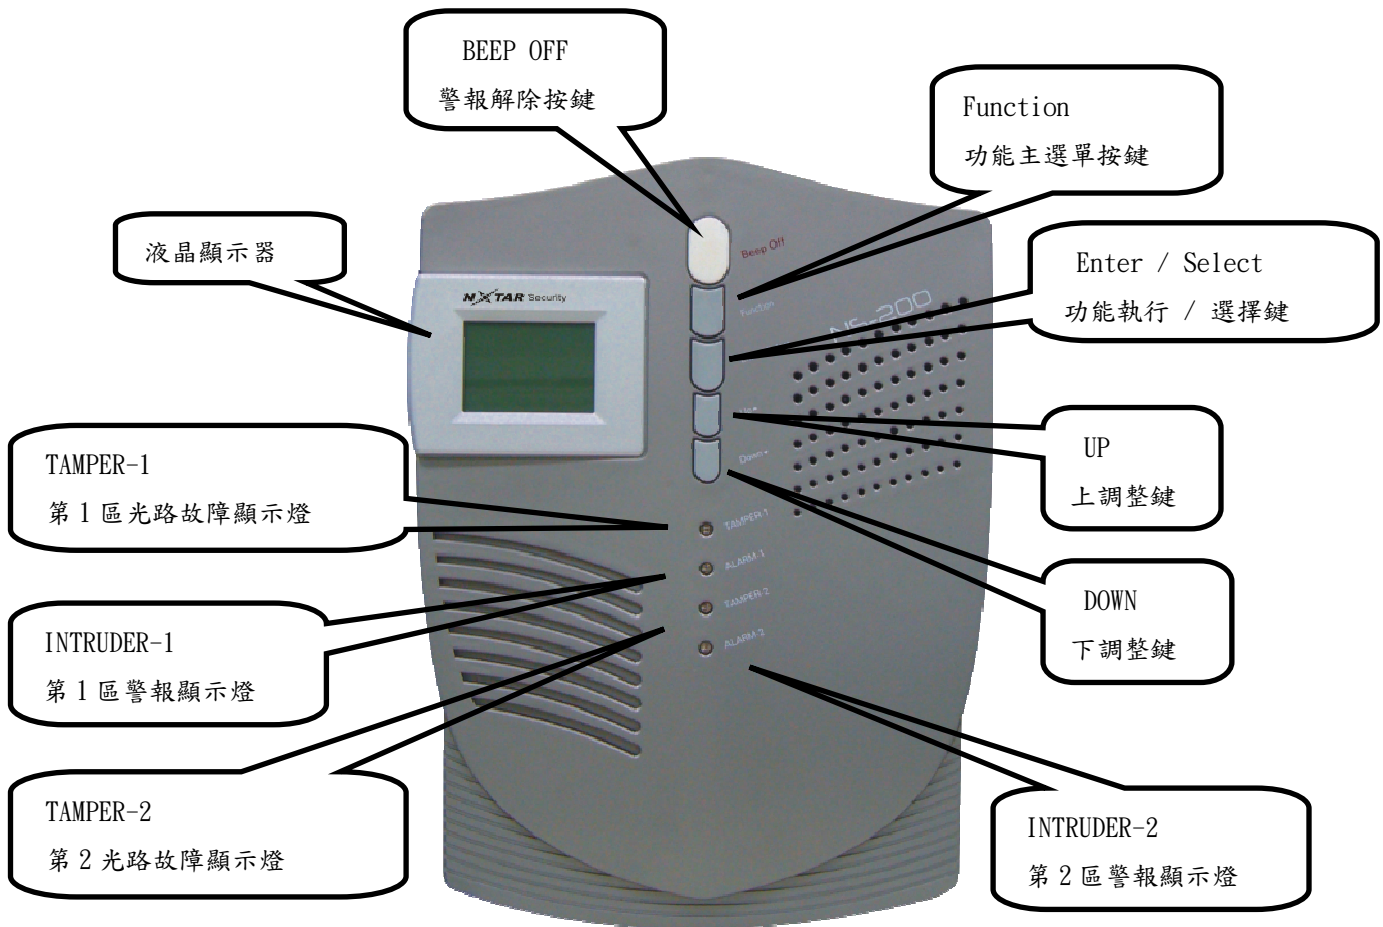 BEEP OFF
警報解除按鍵
Function
功能主選單按鍵
液晶顯示器
Enter / Select
功能執行 / 選擇鍵
Beep Off
NXTAR Security
Function
NS-200
UP
上調整鍵
Down
TAMPER-1
第 1 區光路故障顯示燈
TAMPER-1
ALARM-1
TAMPER-2
ALARM-2
DOWN
下調整鍵
INTRUDER-1
第 1 區警報顯示燈
TAMPER-2
第 2 光路故障顯示燈
INTRUDER-2
第 2 區警報顯示燈